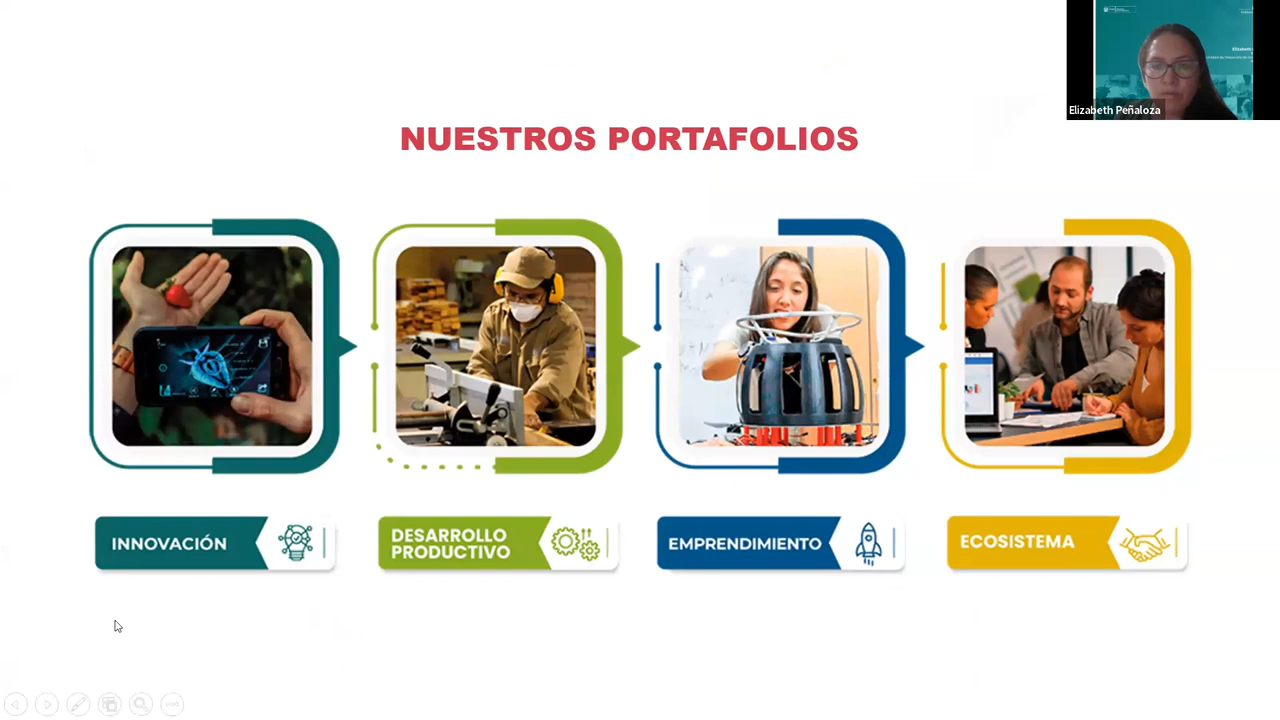 NUESTROS PORTAFOLIOS
Elizabeth Peñaloza
INNOVACIÓN
DESARROLLO
PRODUCTIVO
EMPRENDIMIENTO
ECOSISTEMA